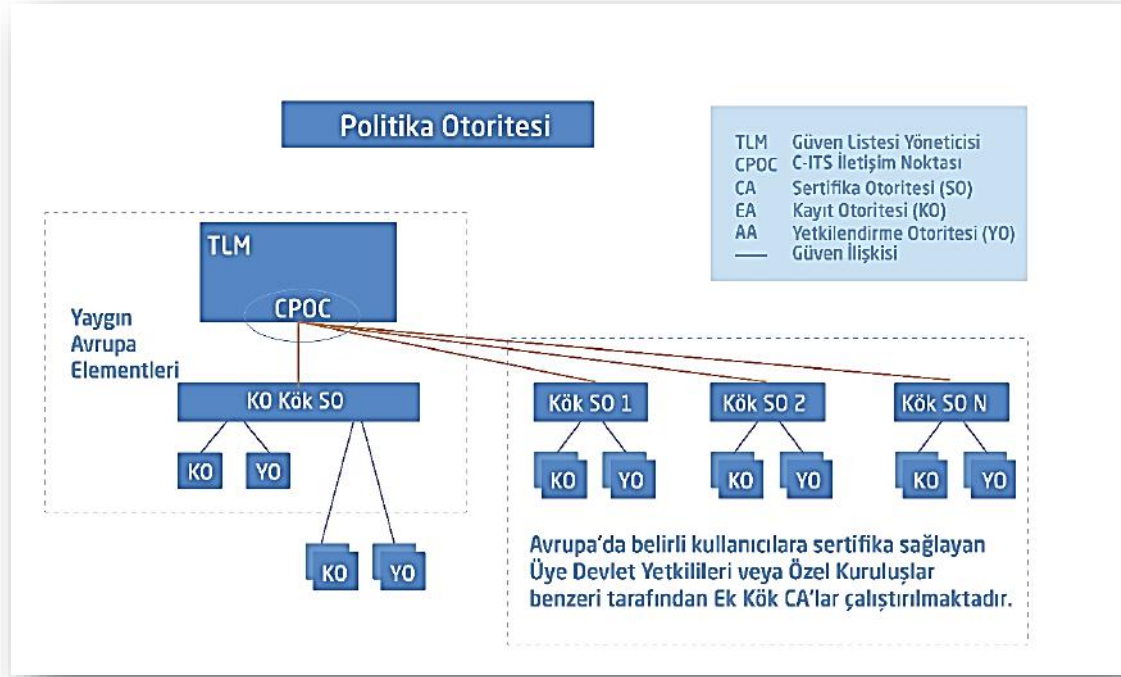 Politika Otoritesi
TLM Güven Listesi Yöneticisi
CPOC C-ITS İletişim Noktası
CA Sertifika Otoritesi (SO)
EA Kayıt Otoritesi (KO)
AA Yetkilendirme Otoritesi (YO)
Güven İlişkisi
TLM
CPOC
Yaygın
Avrupa
Elementleri
KO Kök SO
KO YO
KO YO
Kök SO 1 Kök SO 2 Kök SO N
KO YO KO YO KO YO
Avrupa'da belirli kullanıcılara sertifika sağlayan
Üye Devlet Yetkilileri veya Özel Kuruluşlar
benzeri tarafından Ek Kök CA'lar çalıştırılmaktadır.